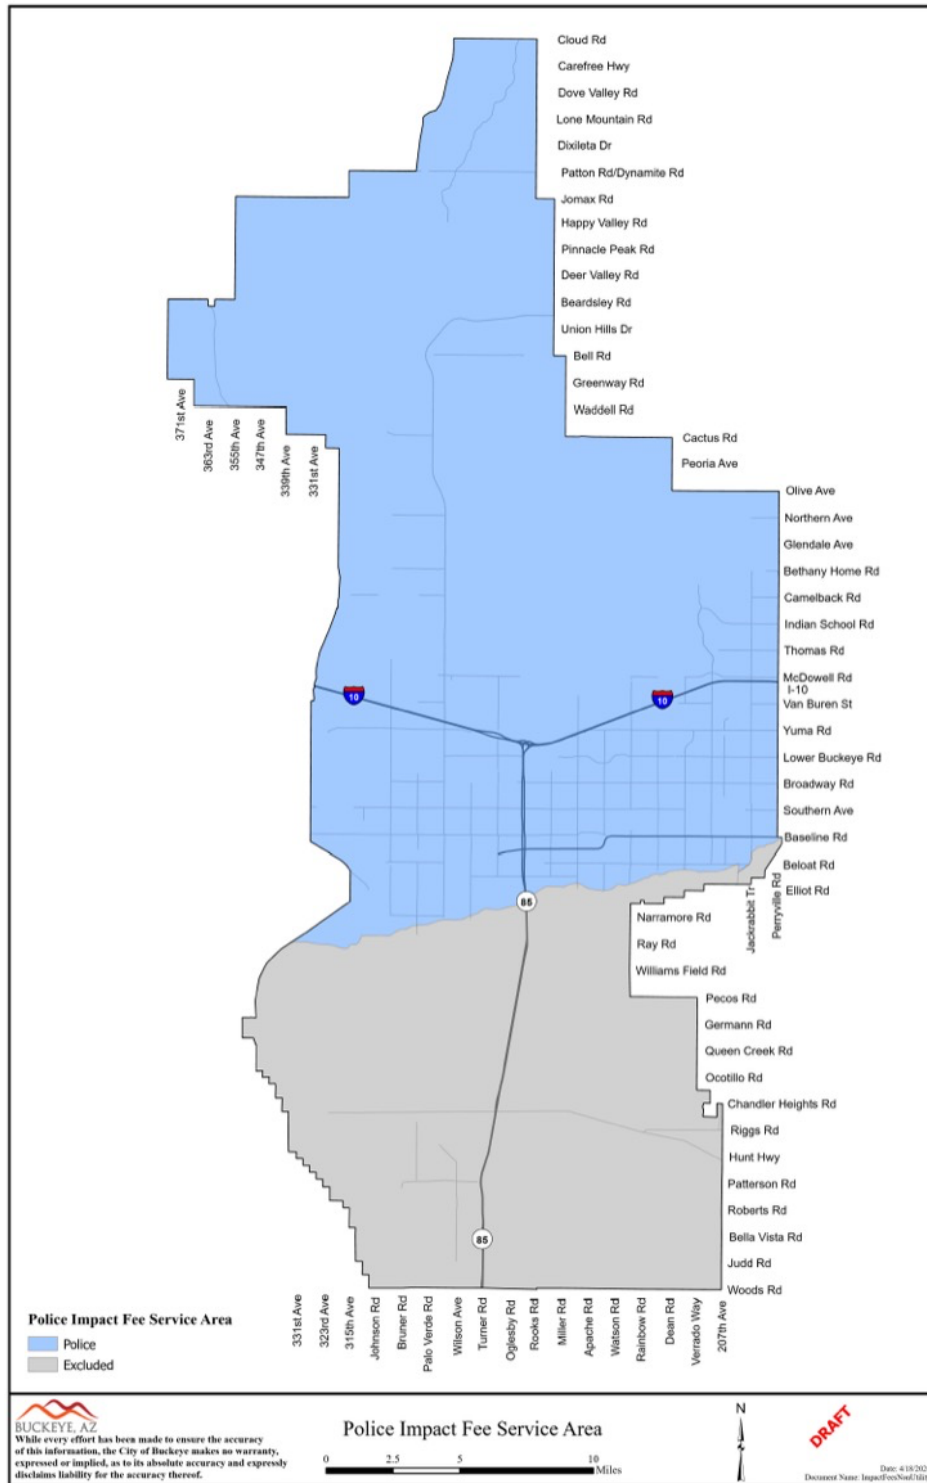 Cloud Rd
Carefree Hwy
Dove Valley Rd
Lone Mountain Rd
Dixileta Dr
Patton Rd/Dynamite Rd
Jomax Rd
Happy Valley Rd
Pinnacle Peak Rd
Deer Valley Rd
Beardsley Rd
Union Hills Dr
Bell Rd
Greenway Rd
Waddell Rd
371st Ave
363rd Ave
355th Ave
347th Ave
339th Ave
331st Ave
Cactus Rd
Peoria Ave
Olive Ave
Northern Ave
Glendale Ave
Bethany Home Rd
Camelback Rd
Indian School Rd
Thomas Rd
McDowell Rd
I-10
10
10
Van Buren St
Yuma Rd
Lower Buckeye Rd
Broadway Rd
Southern Ave
Baseline Rd
Beloat Rd
Elliot Rd
Jackrabbit Tr
Perryville Rd
85
Narramore Rd
Ray Rd
Williams Field Rd
Pecos Rd
Germann Rd
Queen Creek Rd
Ocotillo Rd
Chandler Heights Rd
Riggs Rd
Hunt Hwy
Patterson Rd
Roberts Rd
Bella Vista Rd
85
Judd Rd
Woods Rd
331st Ave
323rd Ave
315th Ave
Johnson Rd
Bruner Rd
Palo Verde Rd
Wilson Ave
Turner Rd
Oglesby Rd
Rooks Rd
Miller Rd
Apache Rd
Watson Rd
Rainbow Rd
Dean Rd
Verrado Way
207th Ave
Police Impact Fee Service Area
Police
Excluded
BUCKEYE, AZ
While every effort has been made to ensure the accuracy
of this information, the City of Buckeye makes no warranty,
expressed or implied, as to its absolute accuracy and expressly
disclaims liability for the accuracy thereof.
Police Impact Fee Service Area
0 2.5 5 10
Miles
N
DRAFT
Date: 4/18/202
Document Name: ImpactFeesNonUtility